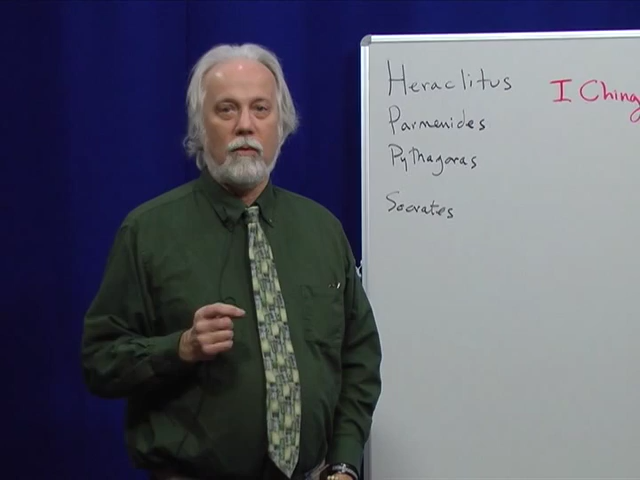 Heraclitus
I Ching
Parmenides
Pythagoras
Socrates